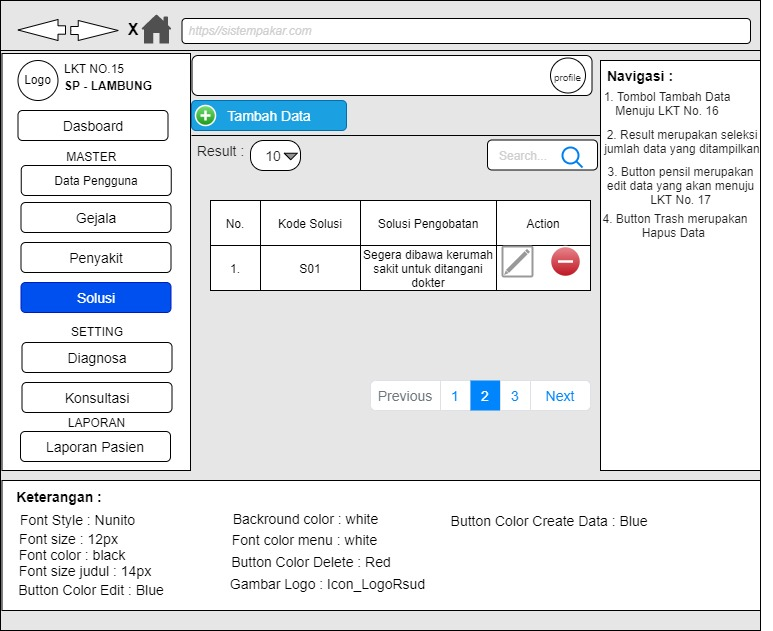 X
https//sistempakar.com
Logo
LKT NO.15
SP - LAMBUNG
Dasboard
MASTER
Data Pengguna
Gejala
Penyakit
Solusi
SETTING
Diagnosa
Konsultasi
LAPORAN
Laporan Pasien
profile
Tambah Data
Result :
10
Search...
No.
Kode Solusi
Solusi Pengobatan
Action
1.
S01
Segera dibawa kerumah
sakit untuk ditangani
dokter
Previous
1
2
3
Next
Navigasi :
1. Tombol Tambah Data
Menuju LKT No. 16
2. Result merupakan seleksi
jumlah data yang ditampilkan
3. Button pensil merupakan
edit data yang akan menuju
LKT No. 17
4. Button Trash merupakan
Hapus Data
Keterangan :
Font Style : Nunito
Font size : 12px
Font color : black
Font size judul : 14px
Button Color Edit : Blue
Backround color : white
Font color menu : white
Button Color Delete : Red
Gambar Logo : Icon_LogoRsud
Button Color Create Data : Blue